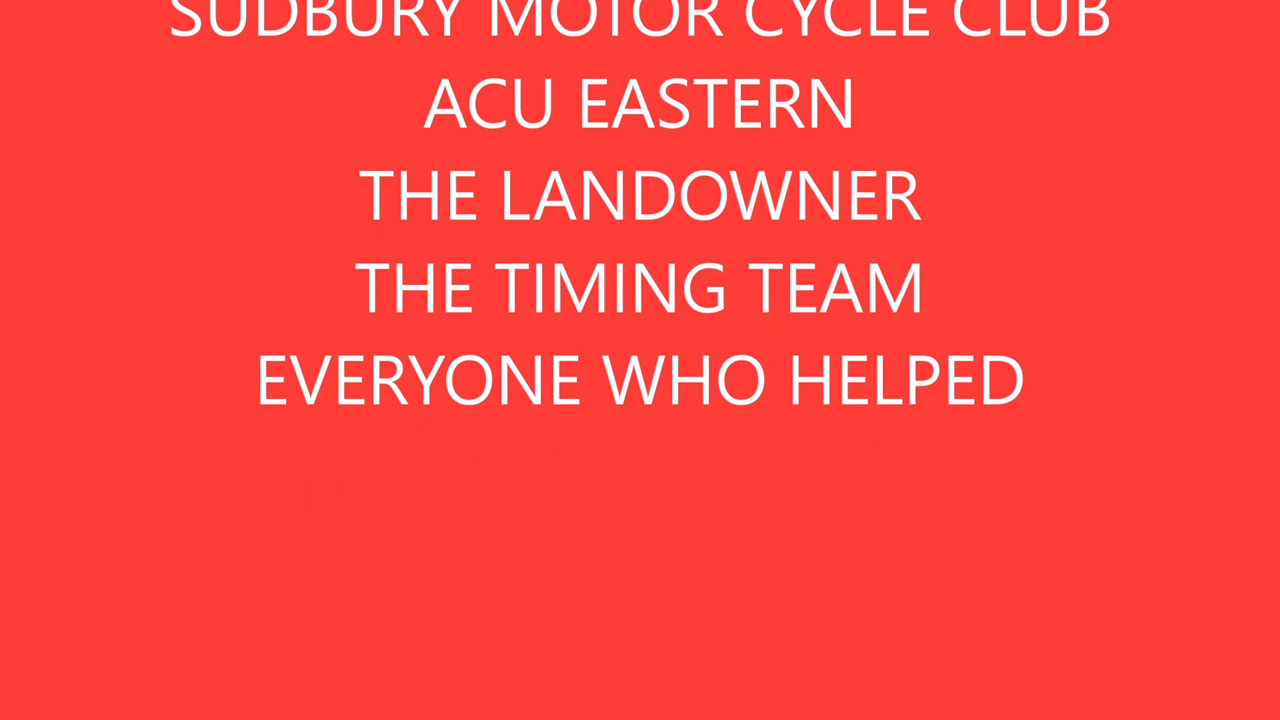 SUDBURY MOTOR CYCLE CLUB
ACU EASTERN
THE LANDOWNER
THE TIMING TEAM
EVERYONE WHO HELPED